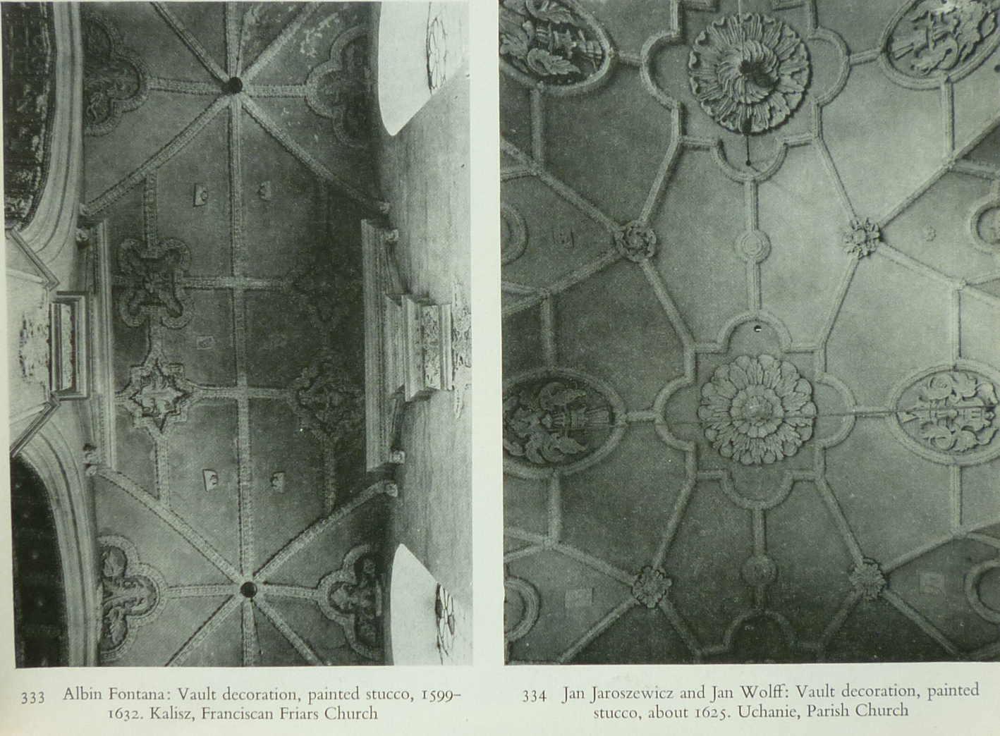 333 Albin Fontana: Vault decoration, painted stucco, 1599–
1632. Kalisz, Franciscan Friars Church
334 Jan Jaroszewicz and Jan Wolff: Vault decoration, painted
stucco, about 1625. Uchanie, Parish Church